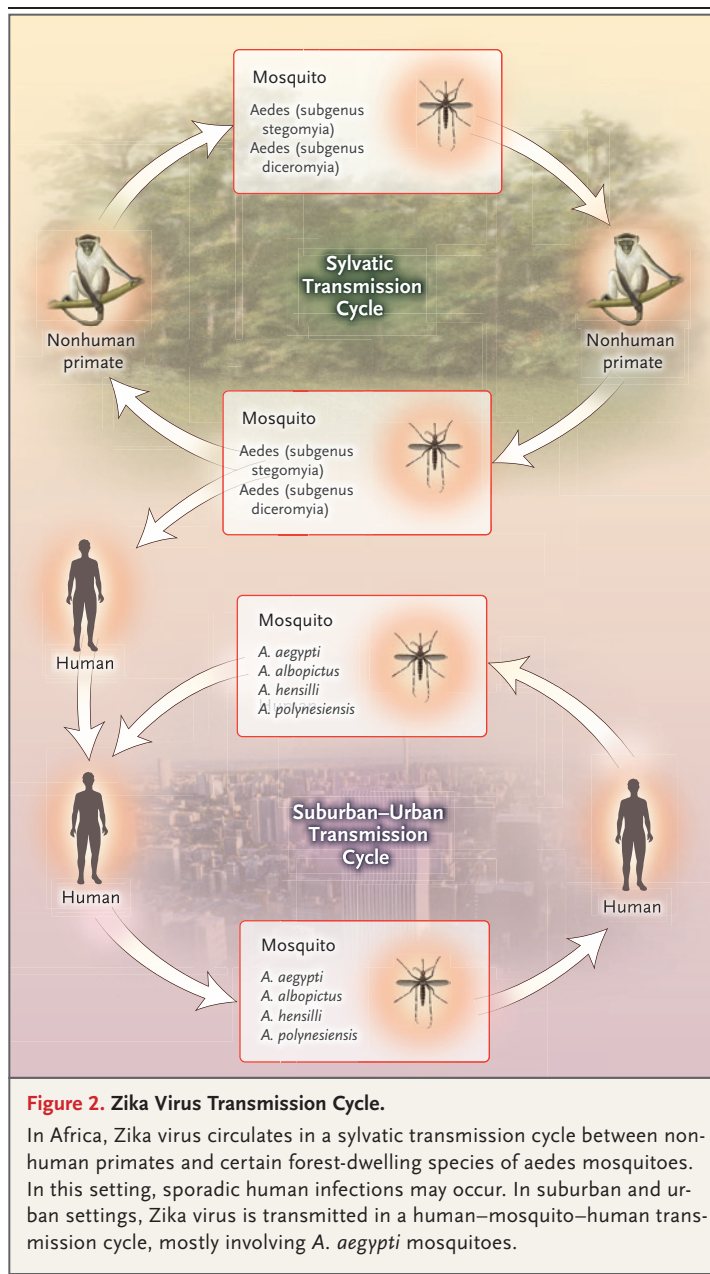 Mosquito
Aedes (subgenus
stegomyia)
Aedes (subgenus
diceromyia)
Sylvatic
Transmission
Cycle
Nonhuman
primate
Nonhuman
primate
Mosquito
Aedes (subgenus
stegomyia)
Aedes (subgenus
diceromyia)
Human
Mosquito
A. aegypti
A. albopictus
A. hensilli
A. polynesiensis
Human
Suburban–Urban
Transmission
Cycle
Human
Human
Mosquito
A. aegypti
A. albopictus
A. hensilli
A. polynesiensis
Figure 2. Zika Virus Transmission Cycle.
In Africa, Zika virus circulates in a sylvatic transmission cycle between non-
human primates and certain forest-dwelling species of aedes mosquitoes.
In this setting, sporadic human infections may occur. In suburban and ur-
ban settings, Zika virus is transmitted in a human–mosquito–human trans-
mission cycle, mostly involving A. aegypti mosquitoes.